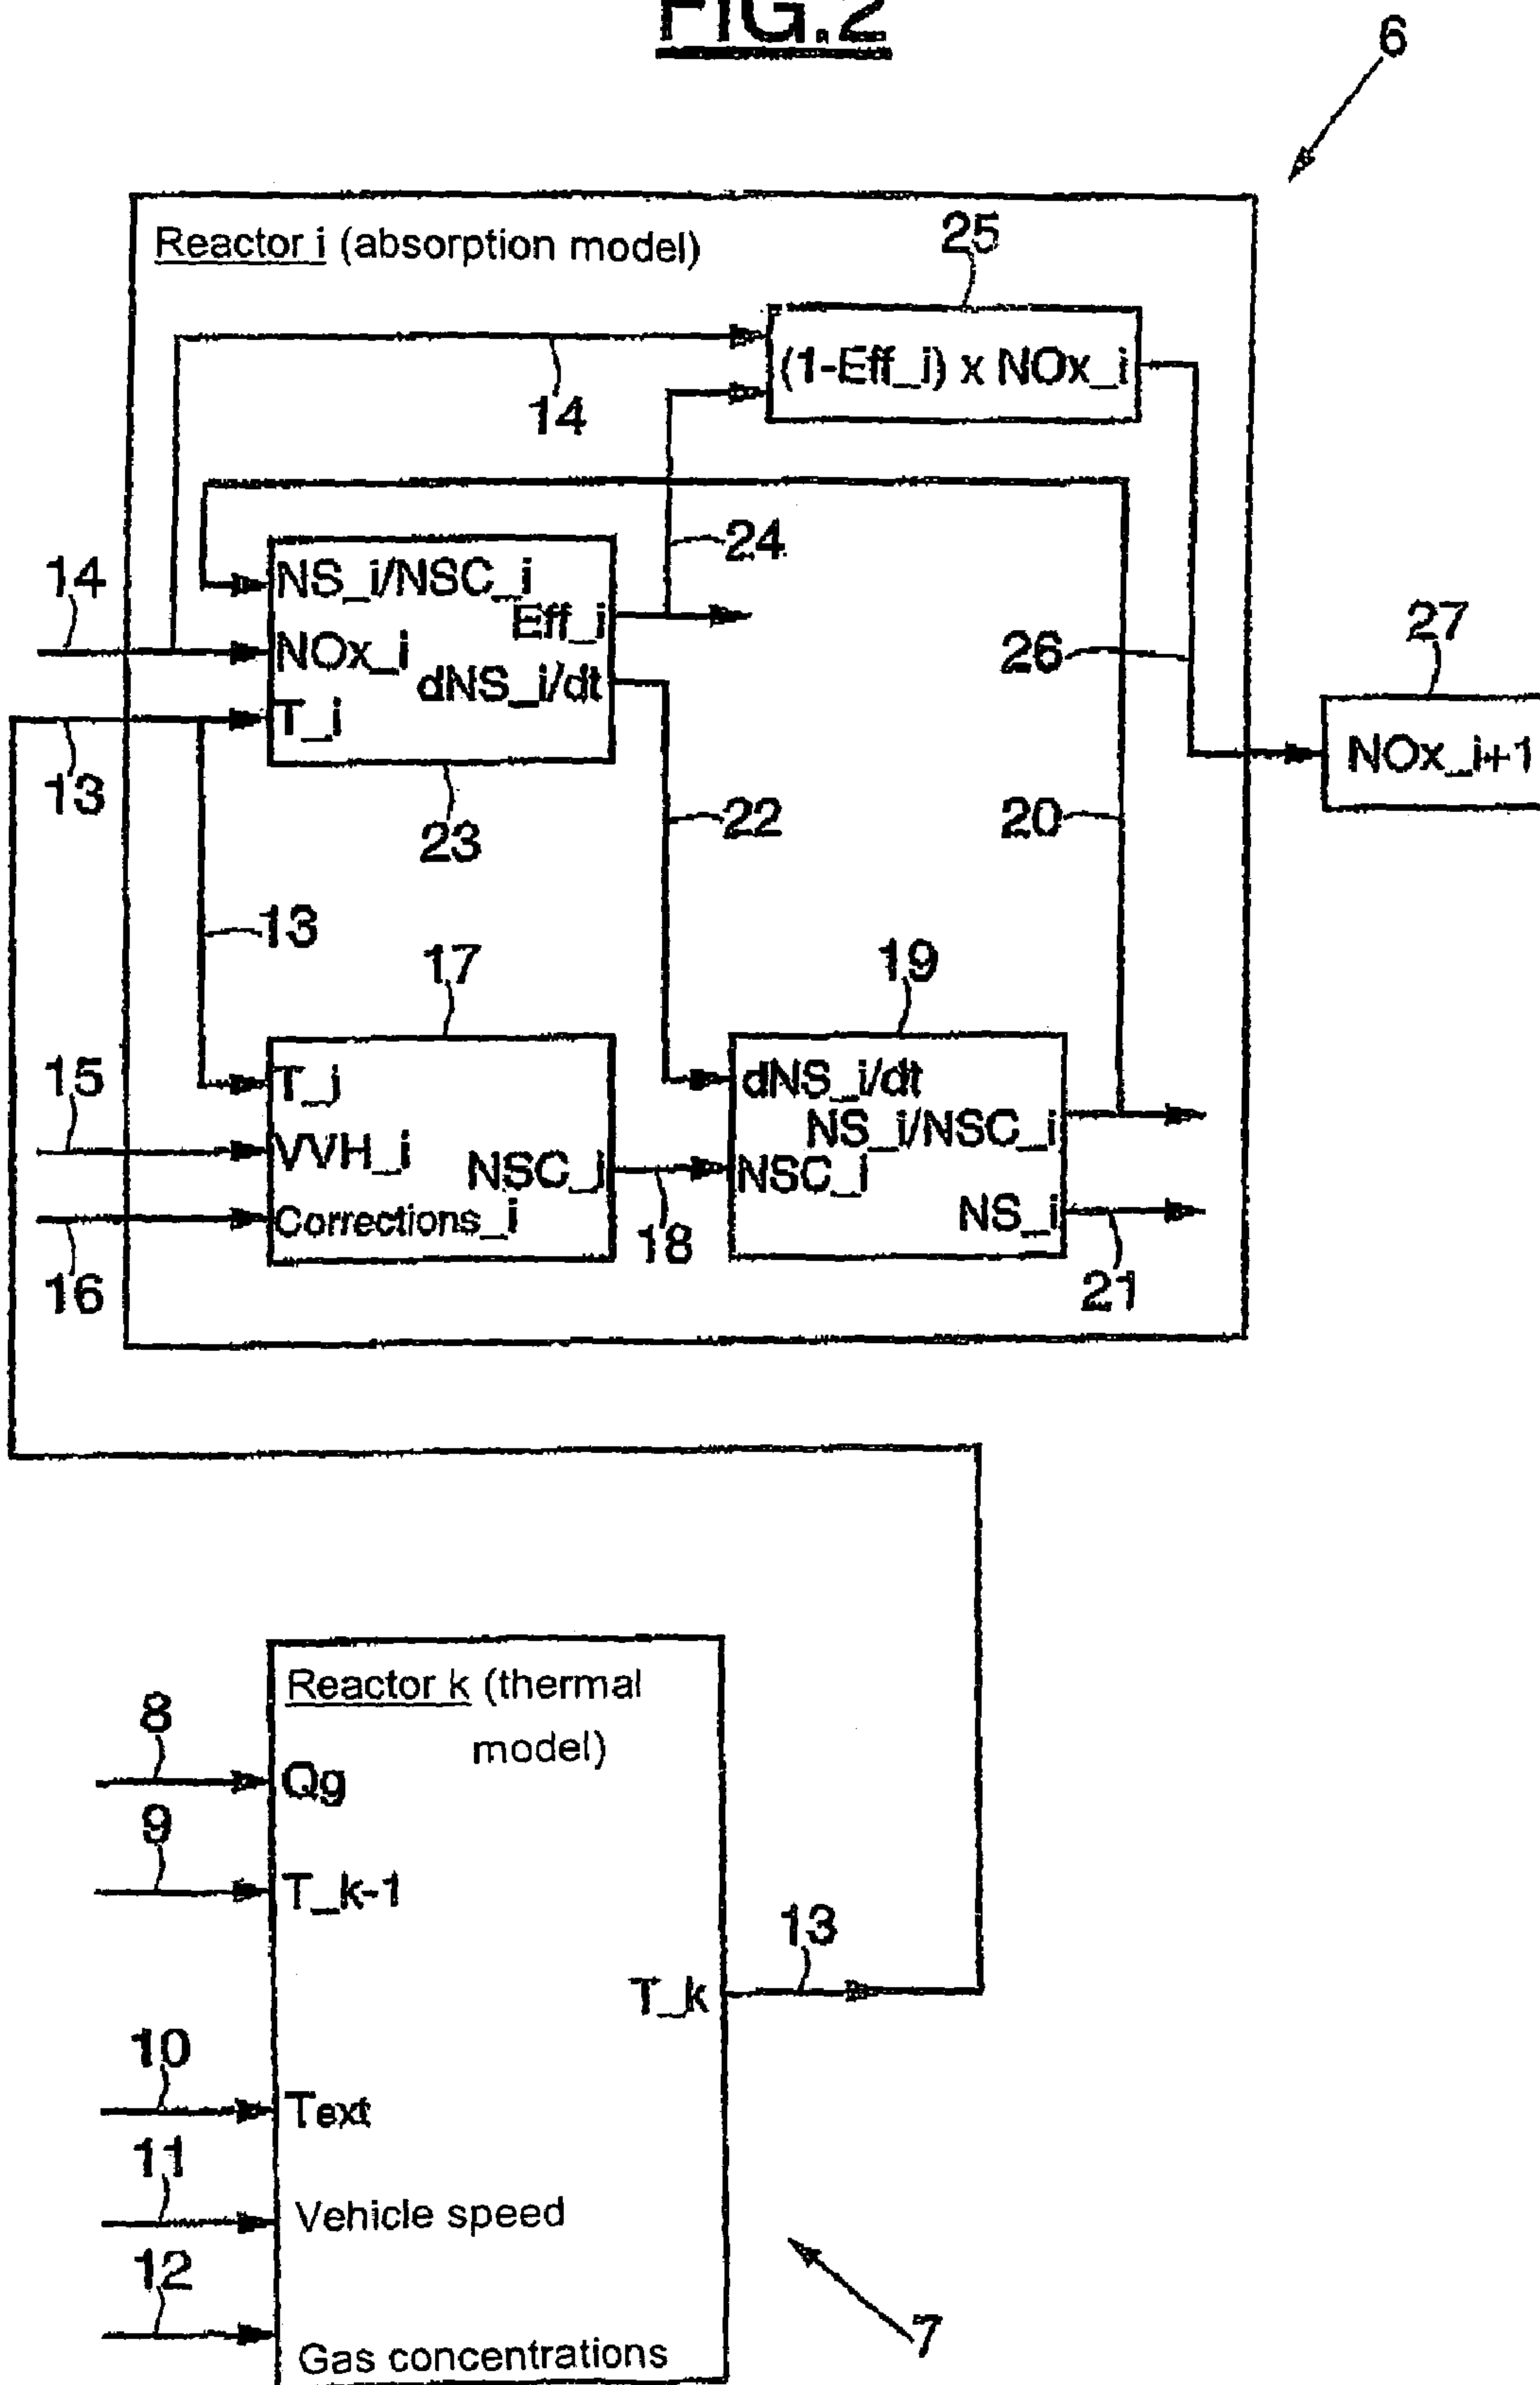 FIG.2
6
Reactor i (absorption model)
25
(1-Eff_i) x NOx_i
14
24
14
NS_i/NSC_i
Eff_i
NOx_i
dNS_i/dt
T_i
13
23
22
26
20
27
NOx_i+1
13
17
19
15
T_i
dNS_i/dt
VVH_i
NS_i/NSC_i
NSC_i
NSC_i
Corrections_i
NS_i
16
18
21
Reactor k (thermal
model)
8
Qg
9
T_k-1
13
T_k
10
Text
11
Vehicle speed
12
Gas concentrations
7